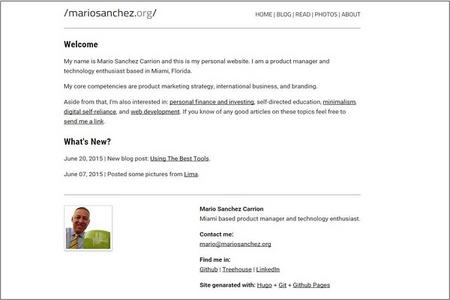 /mariosanchez.org/
HOME | BLOG | READ | PHOTOS | ABOUT
Welcome
My name is Mario Sanchez Carrion and this is my personal website. I am a product manager and
technology enthusiast based in Miami, Florida.
My core competencies are product marketing strategy, international business, and branding.
Aside from that, I'm also interested in: personal finance and investing, self-directed education, minimalism,
digital self-reliance, and web development. If you know of any good articles on these topics feel free to
send me a link.
What's New?
June 20, 2015 | New blog post: Using The Best Tools.
June 07, 2015 | Posted some pictures from Lima.
Mario Sanchez Carrion
Miami based product manager and technology enthusiast.
Contact me:
mario@mariosanchez.org
Find me in:
Github | Treehouse | LinkedIn
Site genarated with: Hugo + Git + Github Pages